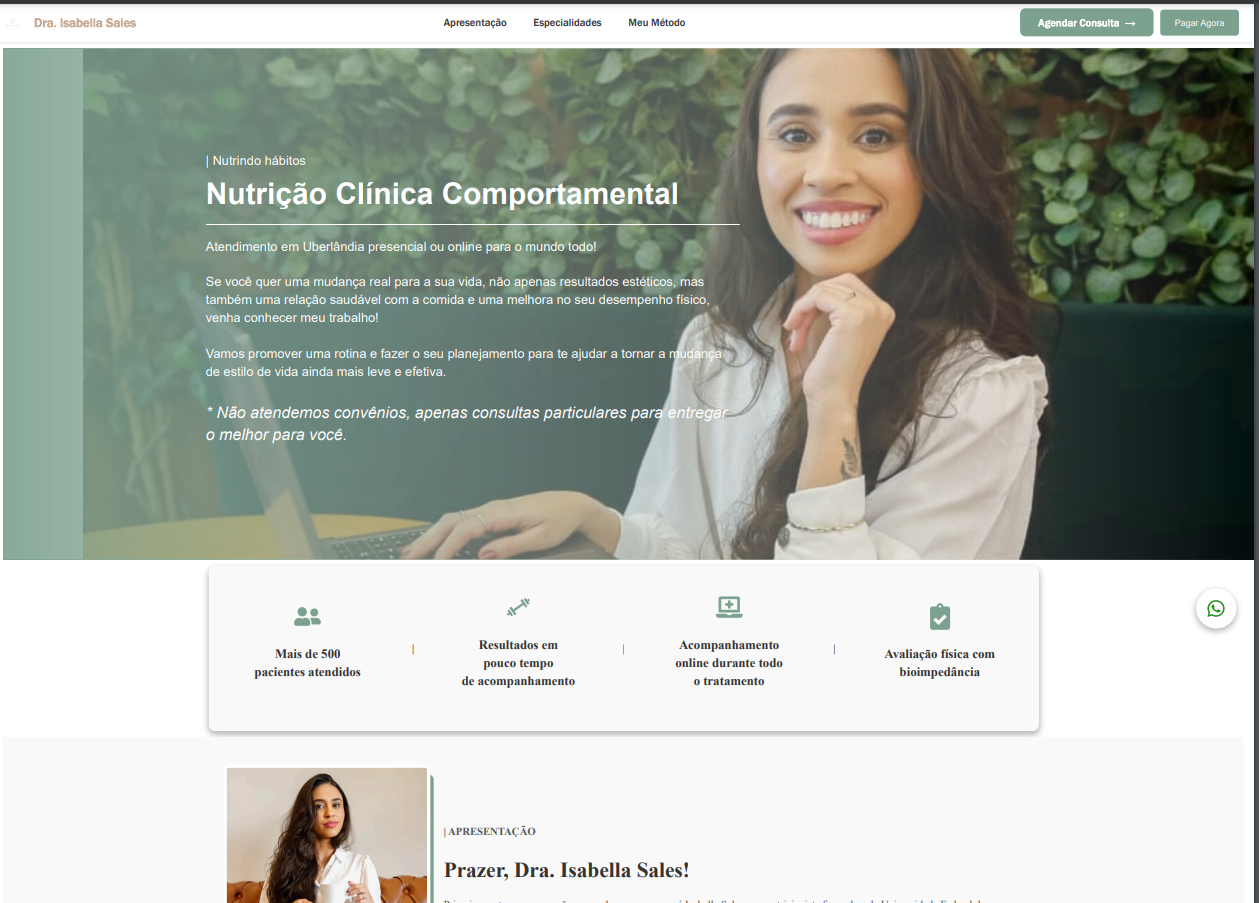 Dra. Isabella Sales
Apresentação
Especialidades
Meu Método
Agendar Consulta →
Pagar Agora
| Nutrindo hábitos
Nutrição Clínica Comportamental
Atendimento em Uberlândia presencial ou online para o mundo todo!
Se você quer uma mudança real para a sua vida, não apenas resultados estéticos, mas
também uma relação saudável com a comida e uma melhora no seu desempenho físico,
venha conhecer meu trabalho!
Vamos promover uma rotina e fazer o seu planejamento para te ajudar a tornar a mudança
de estilo de vida ainda mais leve e efetiva.
* Não atendemos convênios, apenas consultas particulares para entregar
o melhor para você.
Mais de 500
pacientes atendidos
|
Resultados em
pouco tempo
de acompanhamento
|
Acompanhamento
online durante todo
o tratamento
|
Avaliação física com
bioimpedância
| APRESENTAÇÃO
Prazer, Dra. Isabella Sales!